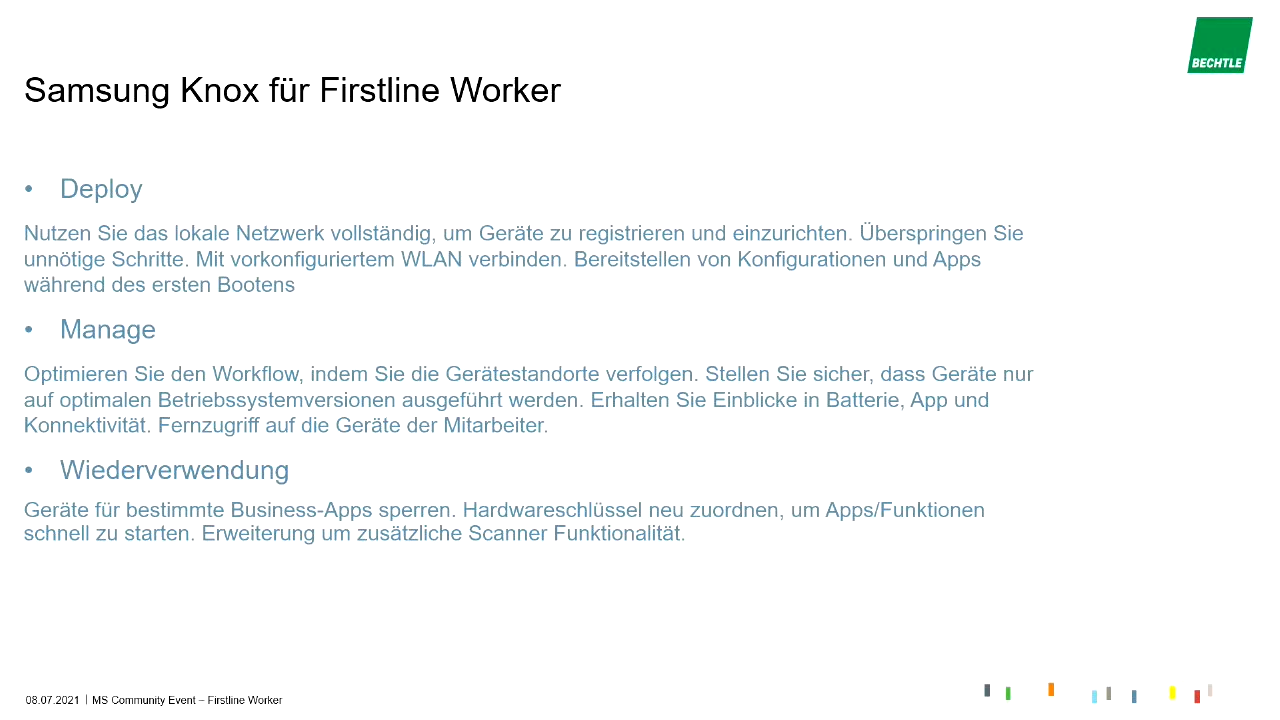 BECHTLE
Samsung Knox für Firstline Worker
• Deploy
Nutzen Sie das lokale Netzwerk vollständig, um Geräte zu registrieren und einzurichten. Überspringen Sie
unnötige Schritte. Mit vorkonfiguriertem WLAN verbinden. Bereitstellen von Konfigurationen und Apps
während des ersten Bootens
• Manage
Optimieren Sie den Workflow, indem Sie die Gerätestandorte verfolgen. Stellen Sie sicher, dass Geräte nur
auf optimalen Betriebssystemversionen ausgeführt werden. Erhalten Sie Einblicke in Batterie, App und
Konnektivität. Fernzugriff auf die Geräte der Mitarbeiter.
• Wiederverwendung
Geräte für bestimmte Business-Apps sperren. Hardwareschlüssel neu zuordnen, um Apps/Funktionen
schnell zu starten. Erweiterung um zusätzliche Scanner Funktionalität.
08.07.2021 | MS Community Event – Firstline Worker